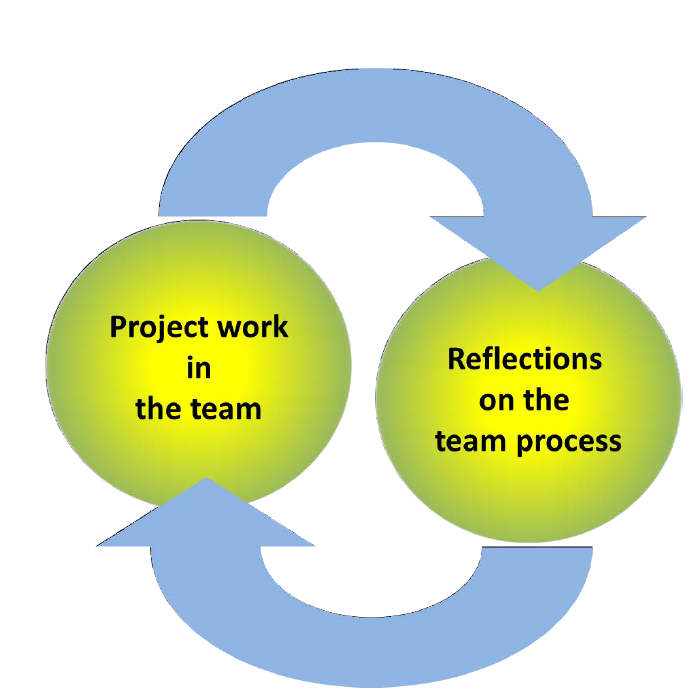 Project work
in
the team
Reflections
on the
team process